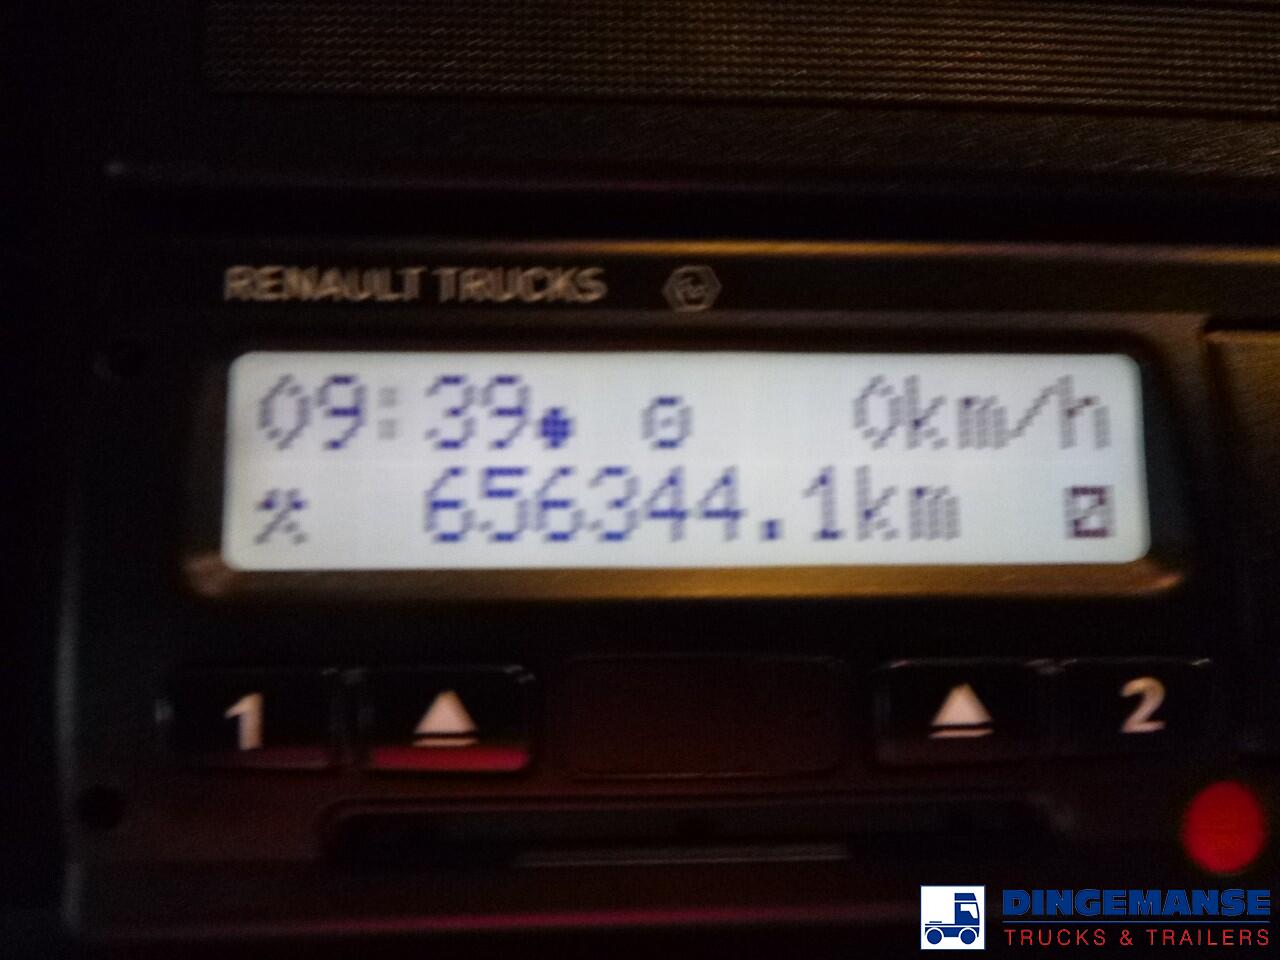 RENAULT TRUCKS
09:39 0km/h
656344.1km
1 2
DINGEMANSE
TRUCKS & TRAILERS